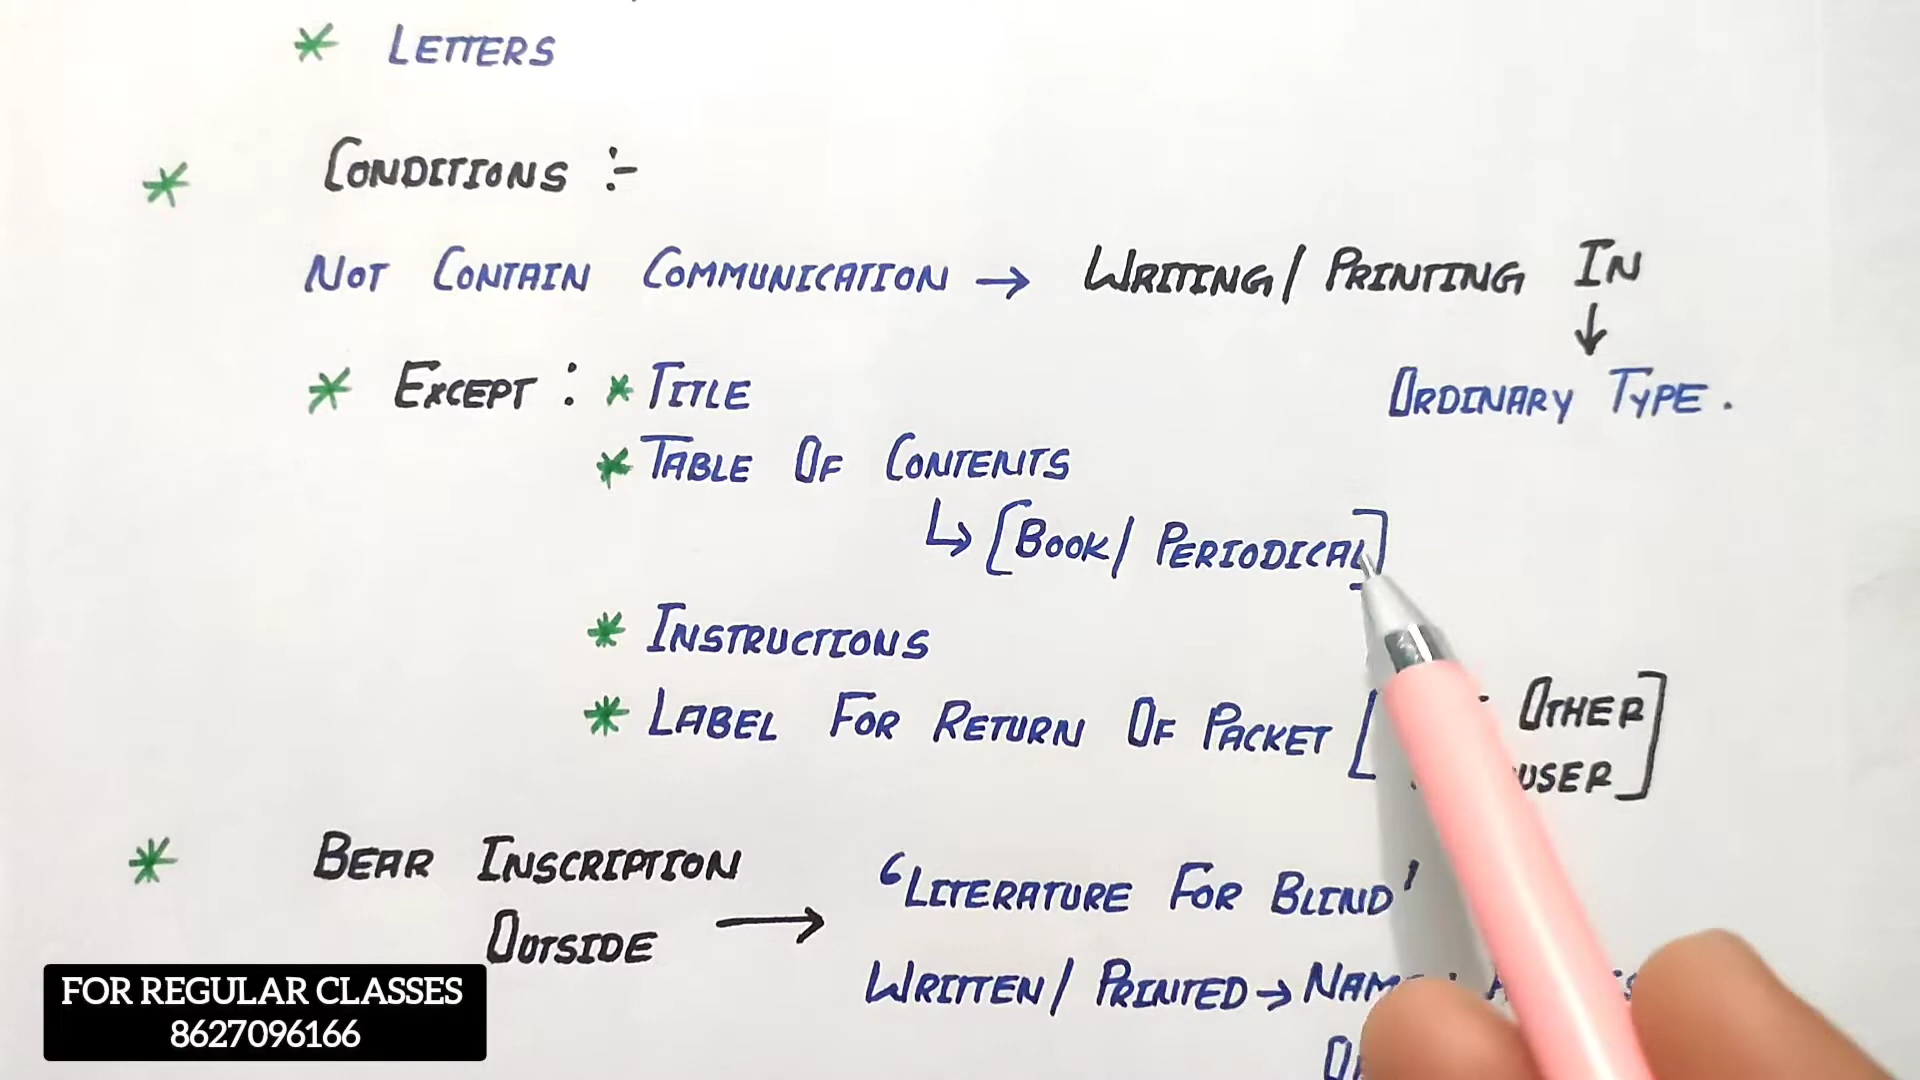 * LETTERS
* CONDITIONS :-
NOT CONTAIN COMMUNICATION → WRITING/ PRINTING IN
↓
* EXCEPT : * TITLE
ORDINARY TYPE.
* TABLE OF CONTENTS
↳ [BOOK/ PERIODICAL]
* INSTRUCTIONS
* LABEL FOR RETURN OF PACKET [ OTHER
]
* BEAR INSCRIPTION
OUTSIDE → 'LITERATURE FOR BLIND'
WRITTEN/ PRINTED →
FOR REGULAR CLASSES
8627096166